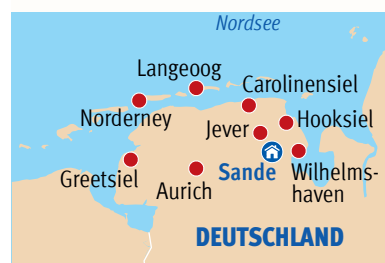 Nordsee
Langeoog
Carolinensiel
Norderney
Hooksiel
Jever
Greetsiel
Aurich
Sande
Wilhelms-
haven
DEUTSCHLAND